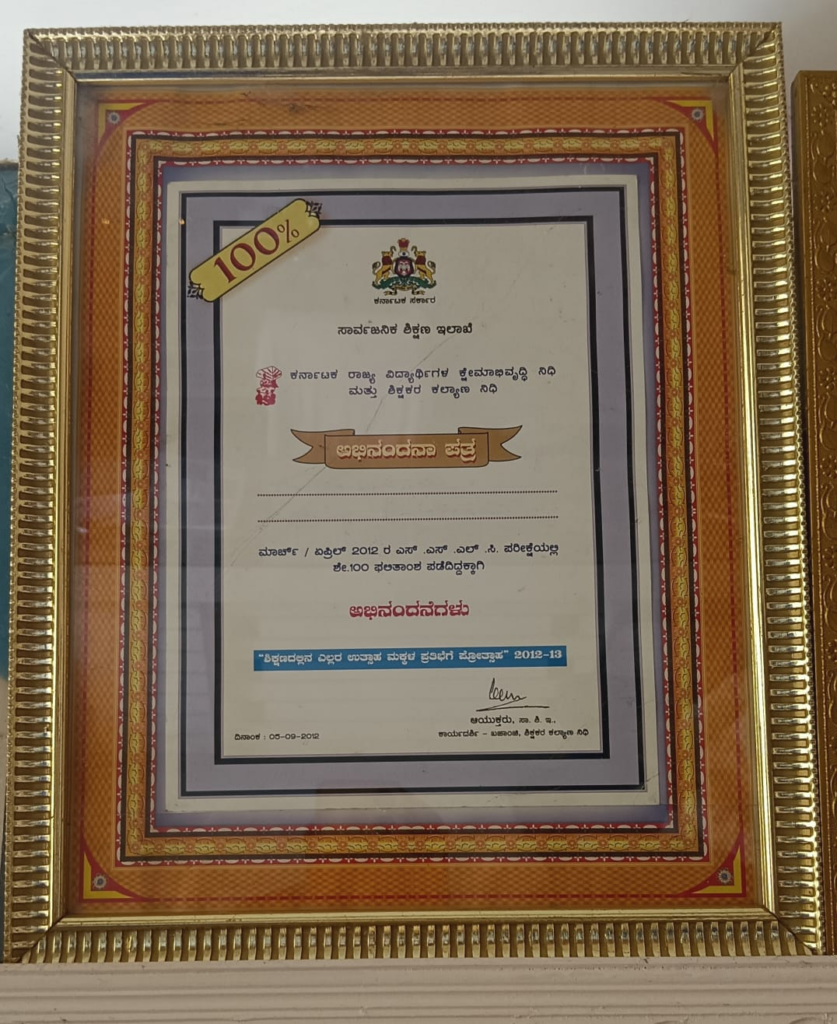 100%
ಕರ್ನಾಟಕ ಸರ್ಕಾರ
ಸಾರ್ವಜನಿಕ ಶಿಕ್ಷಣ ಇಲಾಖೆ
ಕರ್ನಾಟಕ ರಾಜ್ಯ ವಿದ್ಯಾರ್ಥಿಗಳ ಕ್ಷೇಮಾಭಿವೃದ್ಧಿ ನಿಧಿ
ಮತ್ತು ಶಿಕ್ಷಕರ ಕಲ್ಯಾಣ ನಿಧಿ
ಅಭಿನಂದನಾ ಪತ್ರ
ಮಾರ್ಚ್ / ಏಪ್ರಿಲ್ 2012 ರ ಎಸ್ .ಎಸ್ .ಎಲ್ .ಸಿ. ಪರೀಕ್ಷೆಯಲ್ಲಿ
ಶೇ.100 ಫಲಿತಾಂಶ ಪಡೆದಿದ್ದಕ್ಕಾಗಿ
ಅಭಿನಂದನೆಗಳು
"ಶಿಕ್ಷಣದಲ್ಲಿನ ಎಲ್ಲರ ಉತ್ಸಾಹ ಮಕ್ಕಳ ಪ್ರತಿಭೆಗೆ ಪ್ರೋತ್ಸಾಹ" 2012-13
ಆಯುಕ್ತರು, ಸಾ. ಶಿ. ಇ.,
ದಿನಾಂಕ : 05-09-2012
ಕಾರ್ಯದರ್ಶಿ - ಖಜಾಂಚಿ, ಶಿಕ್ಷಕರ ಕಲ್ಯಾಣ ನಿಧಿ